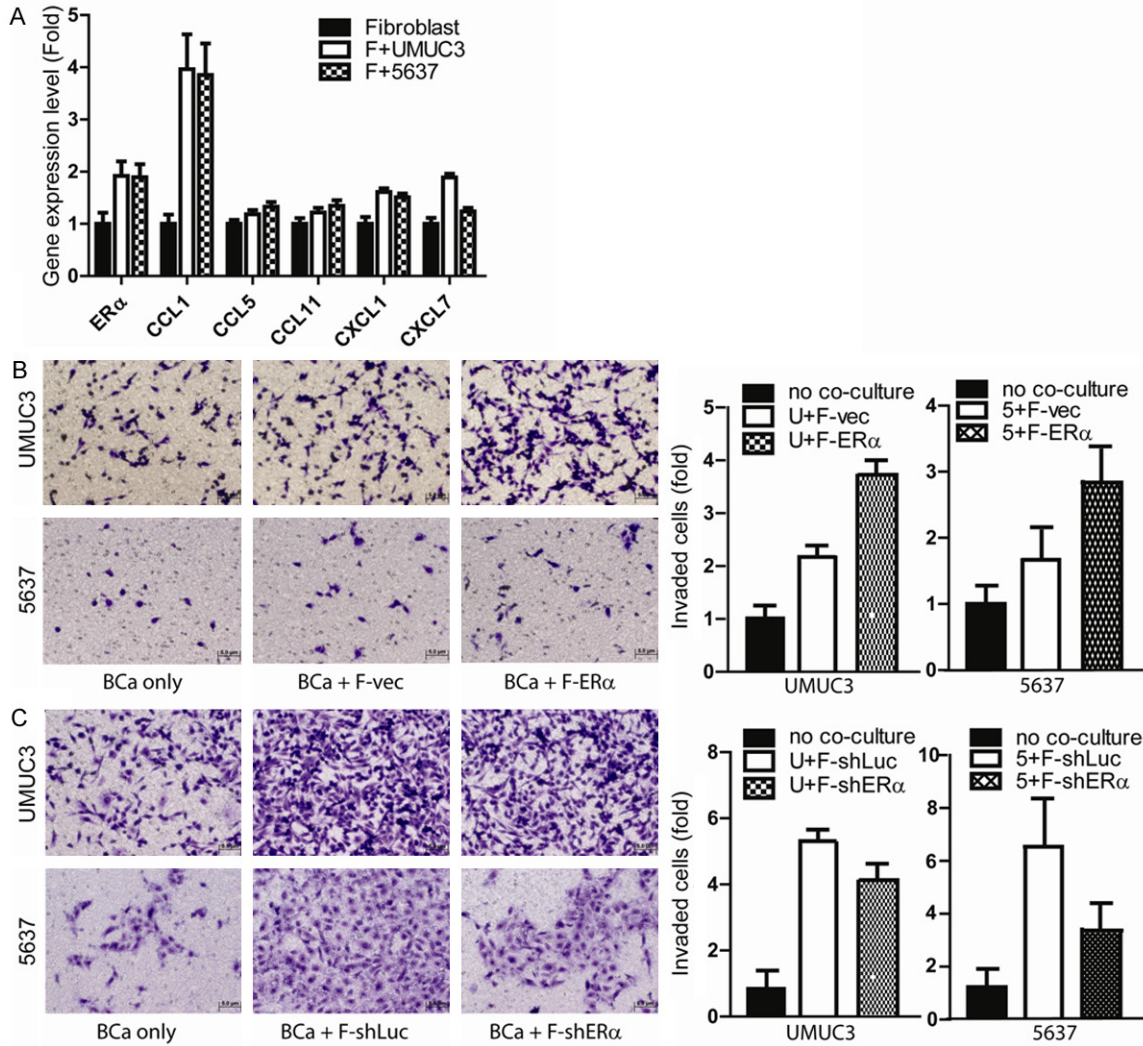 A
Gene expression level (Fold)
5
4
3
2
1
0
Fibroblast
F+UMUC3
F+5637
ERα
CCL1
CCL5
CCL11
CXCL1
CXCL7
B
UMUC3
5637
BCa only
BCa + F-vec
BCa + F-ERα
Invaded cells (fold)
5
4
3
2
1
0
no co-culture
U+F-vec
U+F-ERα
UMUC3
4
3
2
1
0
no co-culture
5+F-vec
5+F-ERα
5637
C
UMUC3
5637
BCa only
BCa + F-shLuc
BCa + F-shERα
Invaded cells (fold)
8
6
4
2
0
no co-culture
U+F-shLuc
U+F-shERα
UMUC3
10
8
6
4
2
0
no co-culture
5+F-shLuc
5+F-shERα
5637